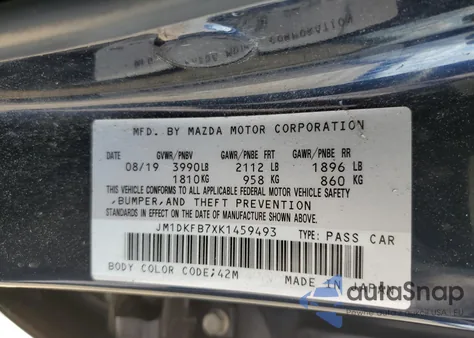 MFD. BY MAZDA MOTOR CORPORATION
GVWR/PNBV GAWR/PNBE FRT GAWR/PNBE RR
08/19 3990LB 2112 LB 1896 LB
1810KG 958 KG 860 KG
THIS VEHICLE CONFORMS TO ALL APPLICABLE FEDERAL MOTOR VEHICLE SAFETY
,BUMPER,AND THEFT PREVENTION
STANDARDS IN EFFECT ON THE DATE OF MANUFACTURE SHOWN ABOVE.
JM1DKFB7XK1459493 TYPE: PASS CAR
BODY COLOR CODE;42M MADE IN JAPAN
autoSnap